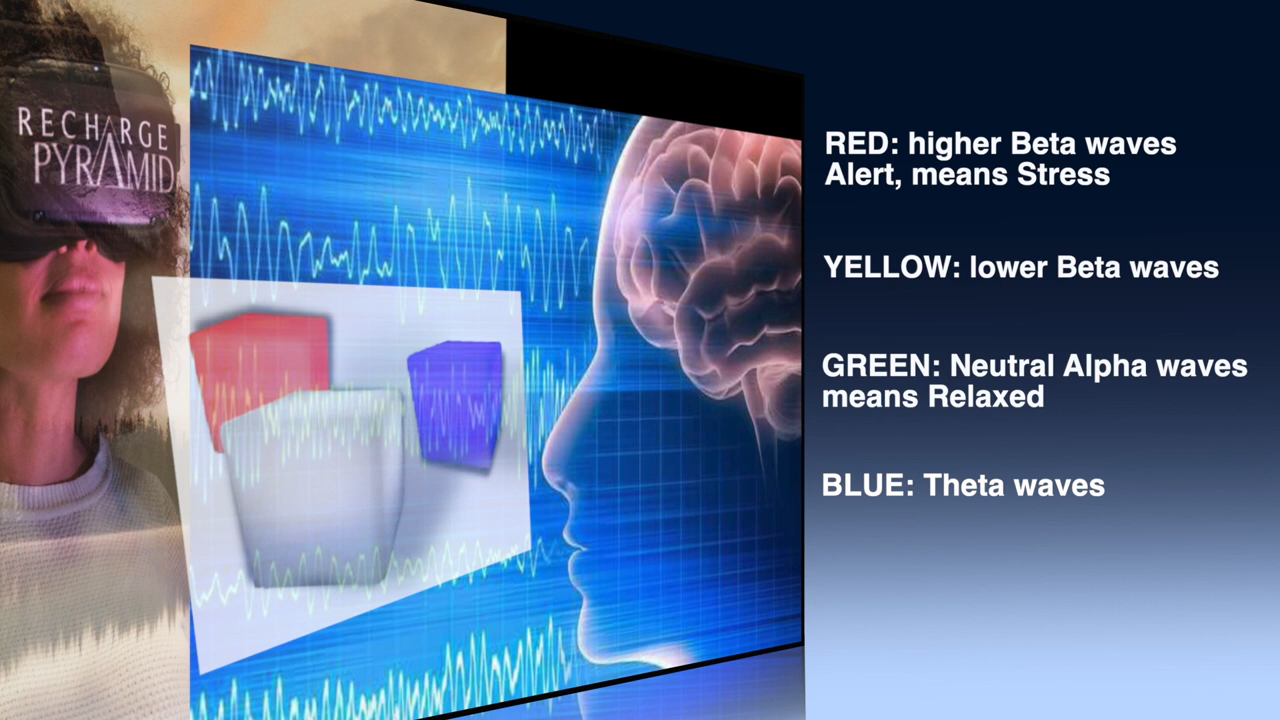 RECHARGE
PYRAMID
RED: higher Beta waves
Alert, means Stress
YELLOW: lower Beta waves
GREEN: Neutral Alpha waves
means Relaxed
BLUE: Theta waves